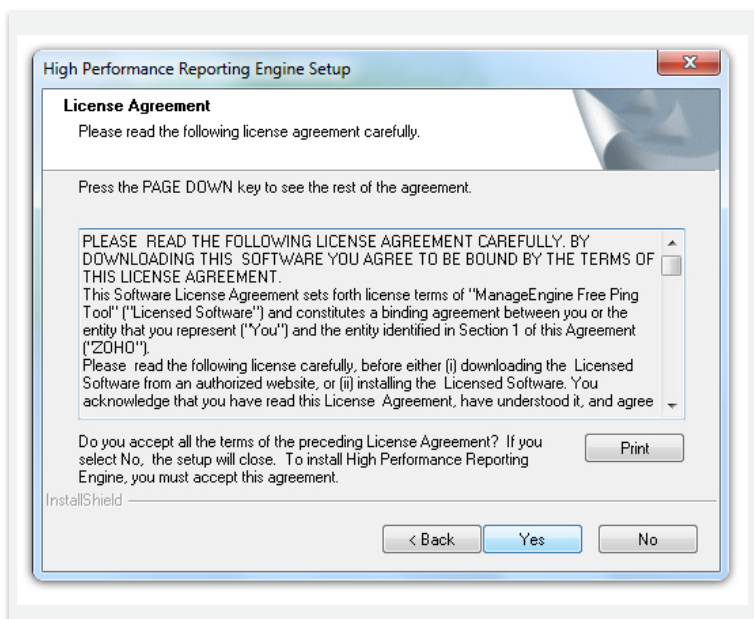 High Performance Reporting Engine Setup
License Agreement
Please read the following license agreement carefully.
Press the PAGE DOWN key to see the rest of the agreement.
PLEASE READ THE FOLLOWING LICENSE AGREEMENT CAREFULLY. BY
DOWNLOADING THIS SOFTWARE YOU AGREE TO BE BOUND BY THE TERMS OF
THIS LICENSE AGREEMENT.
This Software License Agreement sets forth license terms of "ManageEngine Free Ping
Tool" ("Licensed Software") and constitutes a binding agreement between you or the
entity that you represent ("You") and the entity identified in Section 1 of this Agreement
("ZOHO").
Please read the following license carefully, before either (i) downloading the Licensed
Software from an authorized website, or (ii) installing the Licensed Software. You
acknowledge that you have read this License Agreement, have understood it, and agree
Do you accept all the terms of the preceding License Agreement? If you
select No, the setup will close. To install High Performance Reporting
Engine, you must accept this agreement.
Print
InstallShield
< Back
Yes
No